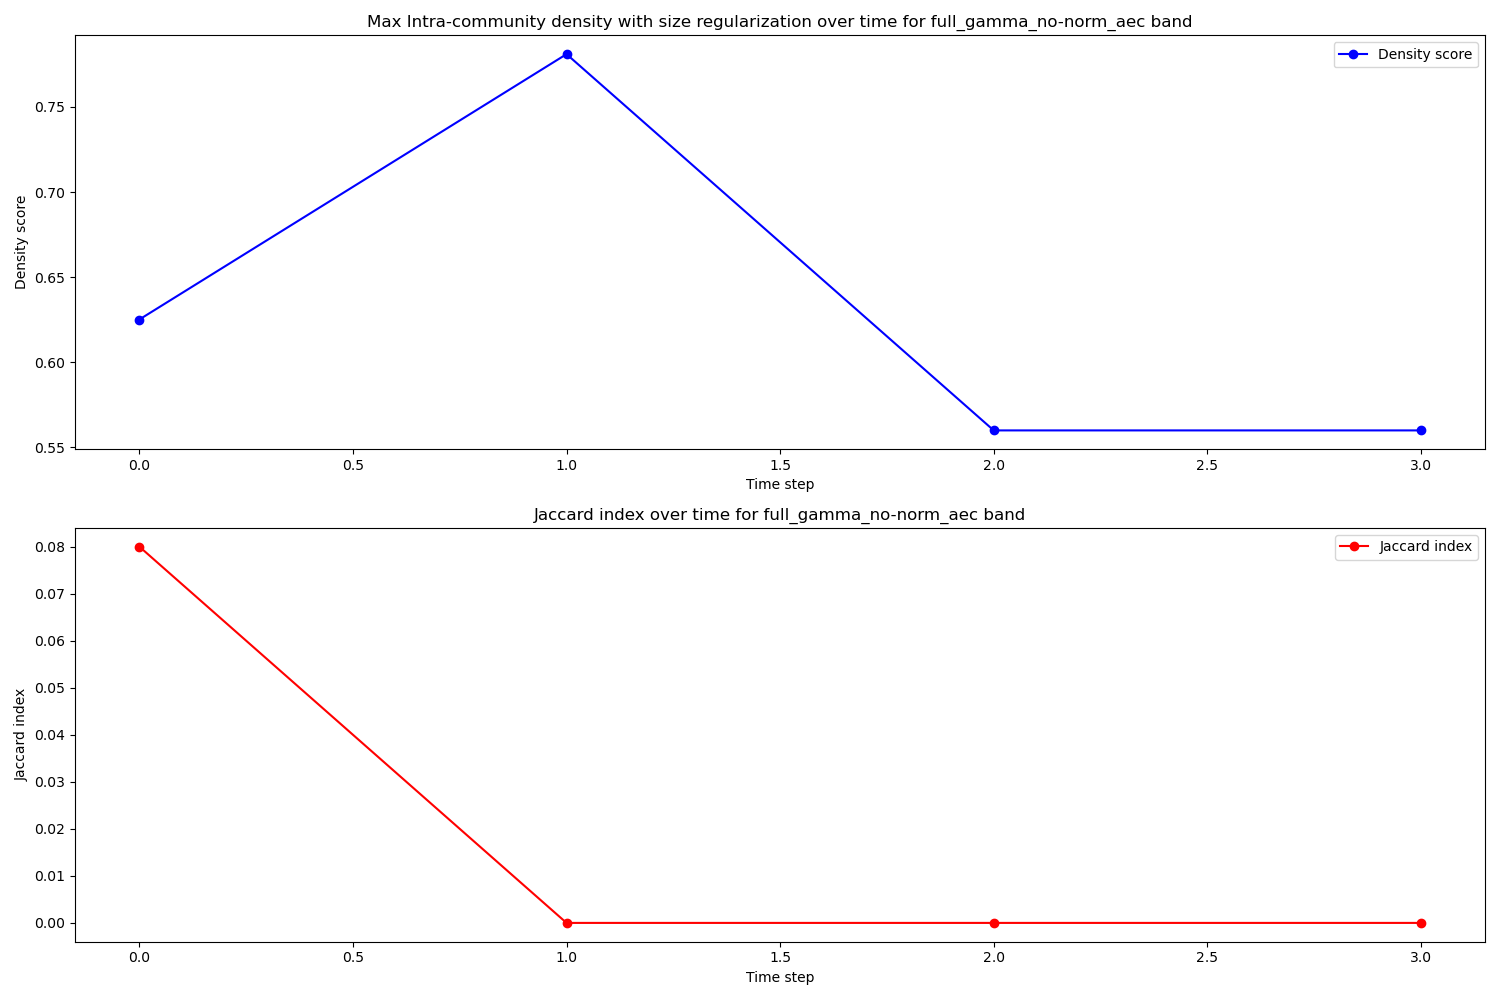 Max Intra-community density with size regularization over time for full_gamma_no-norm_aec band
Density score
0.75
0.70
0.65
0.60
0.55
Density score
0.0 0.5 1.0 1.5 2.0 2.5 3.0
Time step
Jaccard index over time for full_gamma_no-norm_aec band
Jaccard index
0.08
0.07
0.06
0.05
0.04
0.03
0.02
0.01
0.00
Jaccard index
0.0 0.5 1.0 1.5 2.0 2.5 3.0
Time step